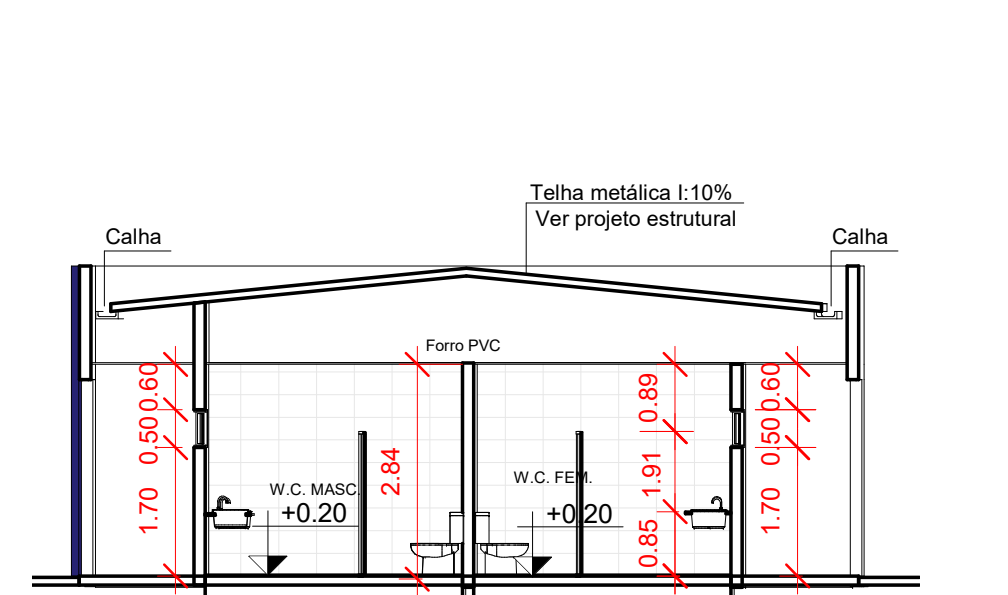 Telha metálica I:10%
Ver projeto estrutural
Calha
Calha
Forro PVC
0.60
0.50
1.70
2.84
0.89
1.91
0.85
0.60
0.50
1.70
W.C. MASC.
+0.20
W.C. FEM.
+0.20